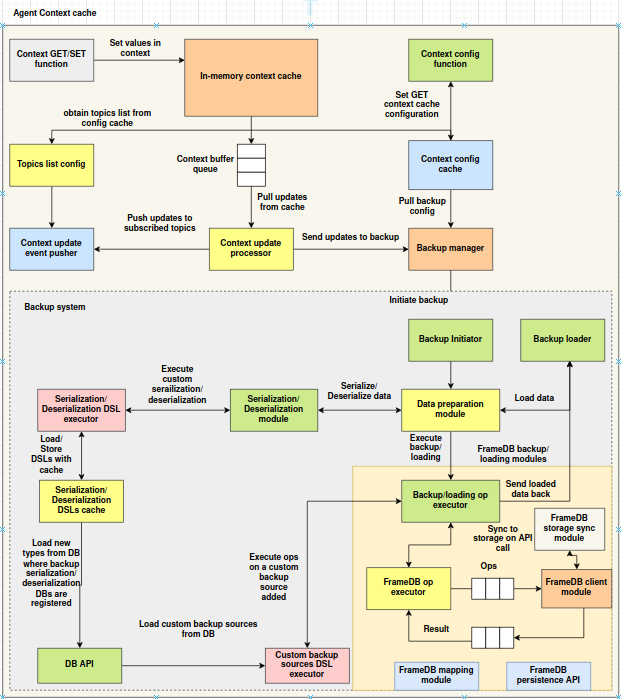 Agent Context cache
Context GET/SET
function
Set values in
context
In-memory context cache
Context config
function
Set GET
context cache
configuration
obtain topics list from
config cache
Topics list config
Context buffer
queue
Context config
cache
Pull updates
from cache
Pull backup
config
Push updates to
subscribed topics
Context update
event pusher
Context update
processor
Send updates to backup
Backup manager
Initiate backup
Backup system
Backup Initiator
Backup loader
Execute
custom
serailization/
deserialization
Serialization/
Deserialization DSL
executor
Serialization/
Deserialization
module
Serialize/
Deserialize data
Data preparation
module
Load data
Load/
Store
DSLs with
cache
Execute
backup/
loading
FrameDB backup/
loading modules
Serialization/
Deserialization
DSLs cache
Backup/loading op
executor
Send loaded
data back
FrameDB
storage sync
module
Sync to
storage on API
call
Load new
types from DB
where backup
serialization/
deserialization
DBs are
registered
Execute ops
on a custom
backup
source
added
Ops
FrameDB op
executor
FrameDB client
module
Load custom backup sources
from DB
Result
DB API
Custom backup
sources DSL
executor
FrameDB mapping
module
FrameDB
persistence API